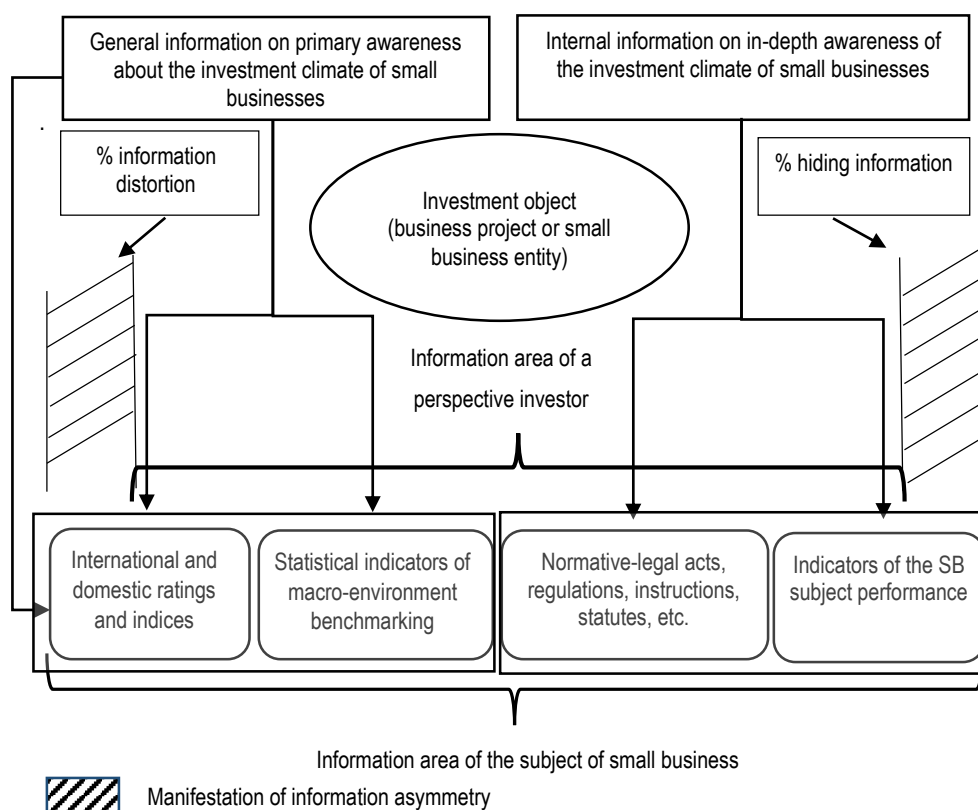 General information on primary awareness
about the investment climate of small
businesses
Internal information on in-depth awareness of
the investment climate of small businesses
.
% information
distortion
% hiding information
Investment object
(business project or small
business entity)
Information area of a
perspective investor
International and
domestic ratings
and indices
Statistical indicators of
macro-environment
benchmarking
Normative-legal acts,
regulations, instructions,
statutes, etc.
Indicators of the SB
subject performance
Information area of the subject of small business
Manifestation of information asymmetry